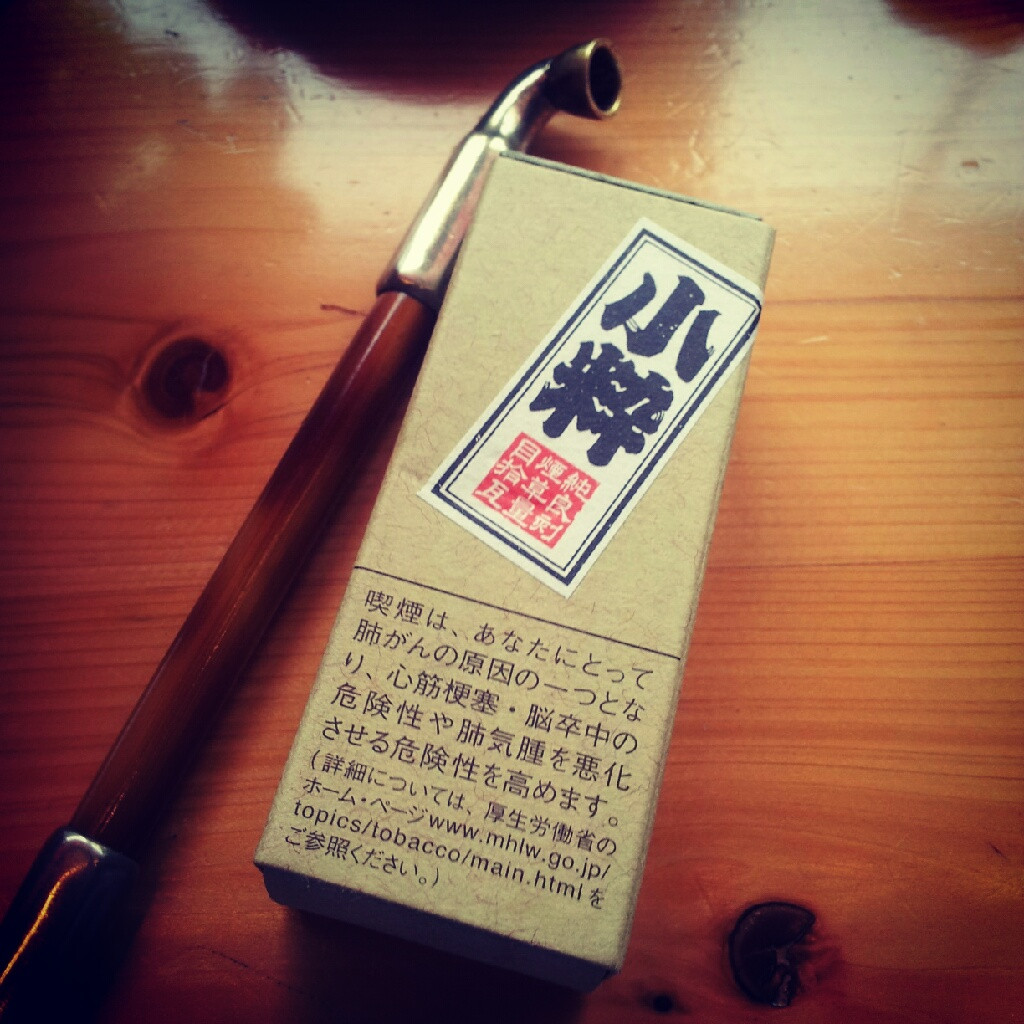 小粋
純良刻
煙草量
目拾瓦
喫煙は、あなたにとって
肺がんの原因の一つとな
り、心筋梗塞・脳卒中の
危険性や肺気腫を悪化
させる危険性を高めます。
(詳細については、厚生労働省の
ホーム・ページwww.mhlw.go.jp/
topics/tobacco/main.htmlを
ご参照ください。)